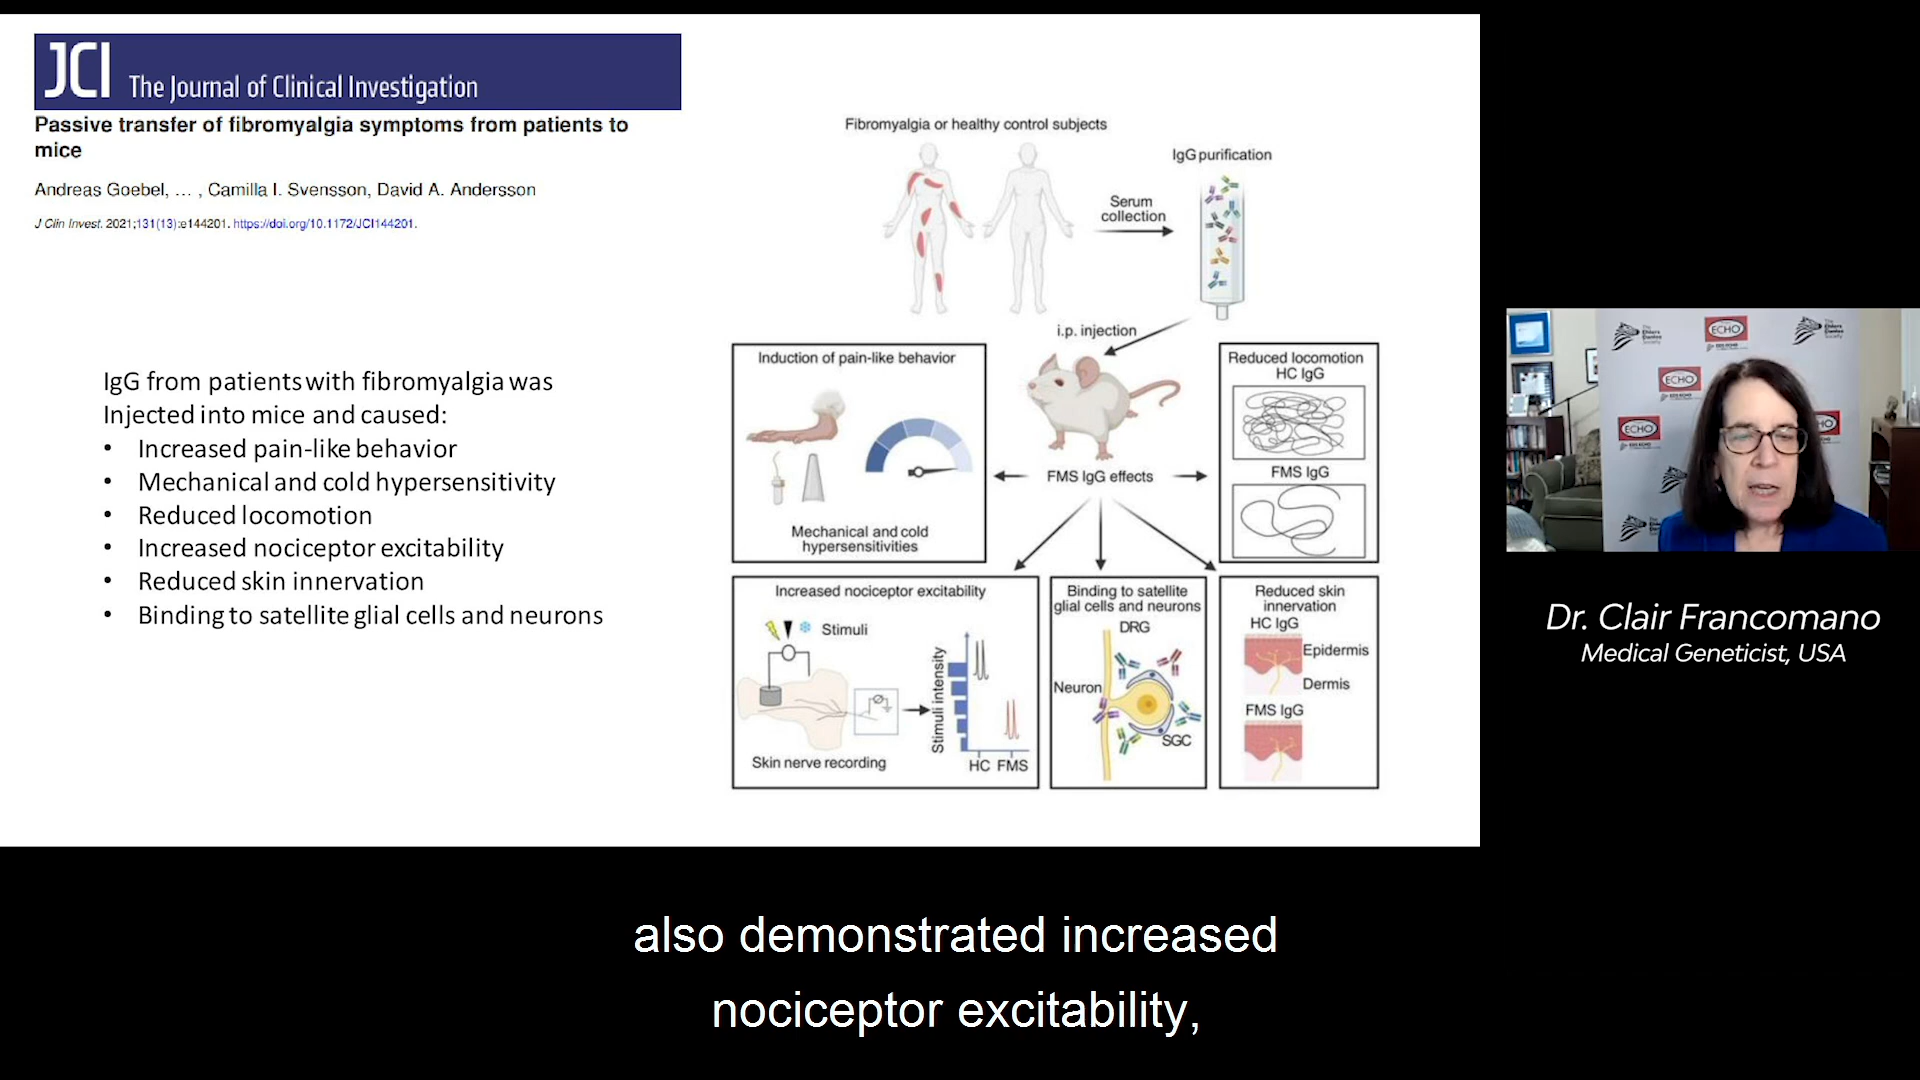 JCI The Journal of Clinical Investigation
Passive transfer of fibromyalgia symptoms from patients to
mice
Andreas Goebel, ... , Camilla I. Svensson, David A. Andersson
J Clin Invest. 2021;131(13):e144201. https://doi.org/10.1172/JCI144201.
IgG from patients with fibromyalgia was
Injected into mice and caused:
• Increased pain-like behavior
• Mechanical and cold hypersensitivity
• Reduced locomotion
• Increased nociceptor excitability
• Reduced skin innervation
• Binding to satellite glial cells and neurons
Fibromyalgia or healthy control subjects
IgG purification
Serum
collection
i.p. injection
Induction of pain-like behavior
Mechanical and cold
hypersensitivities
FMS IgG effects
Reduced locomotion
HC IgG
FMS IgG
Increased nociceptor excitability
Stimuli
Stimuli intensity
Skin nerve recording
HC FMS
Binding to satellite
glial cells and neurons
DRG
Neuron
SGC
Reduced skin
innervation
HC IgG
Epidermis
Dermis
FMS IgG
The
Ehlers
Danlos
Society
ECHO
ECHO
ECHO
Dr. Clair Francomano
Medical Geneticist, USA
also demonstrated increased
nociceptor excitability,